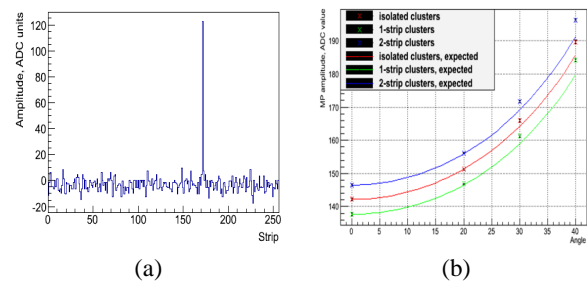 Amplitude, ADC units
120
100
80
60
40
20
0
-20
0
50
100
150
200
250
Strip
(a)
MP amplitude, ADC value
isolated clusters
1-strip clusters
2-strip clusters
isolated clusters, expected
1-strip clusters, expected
2-strip clusters, expected
190
180
170
160
150
140
0
5
10
15
20
25
30
35
40
Angle
(b)